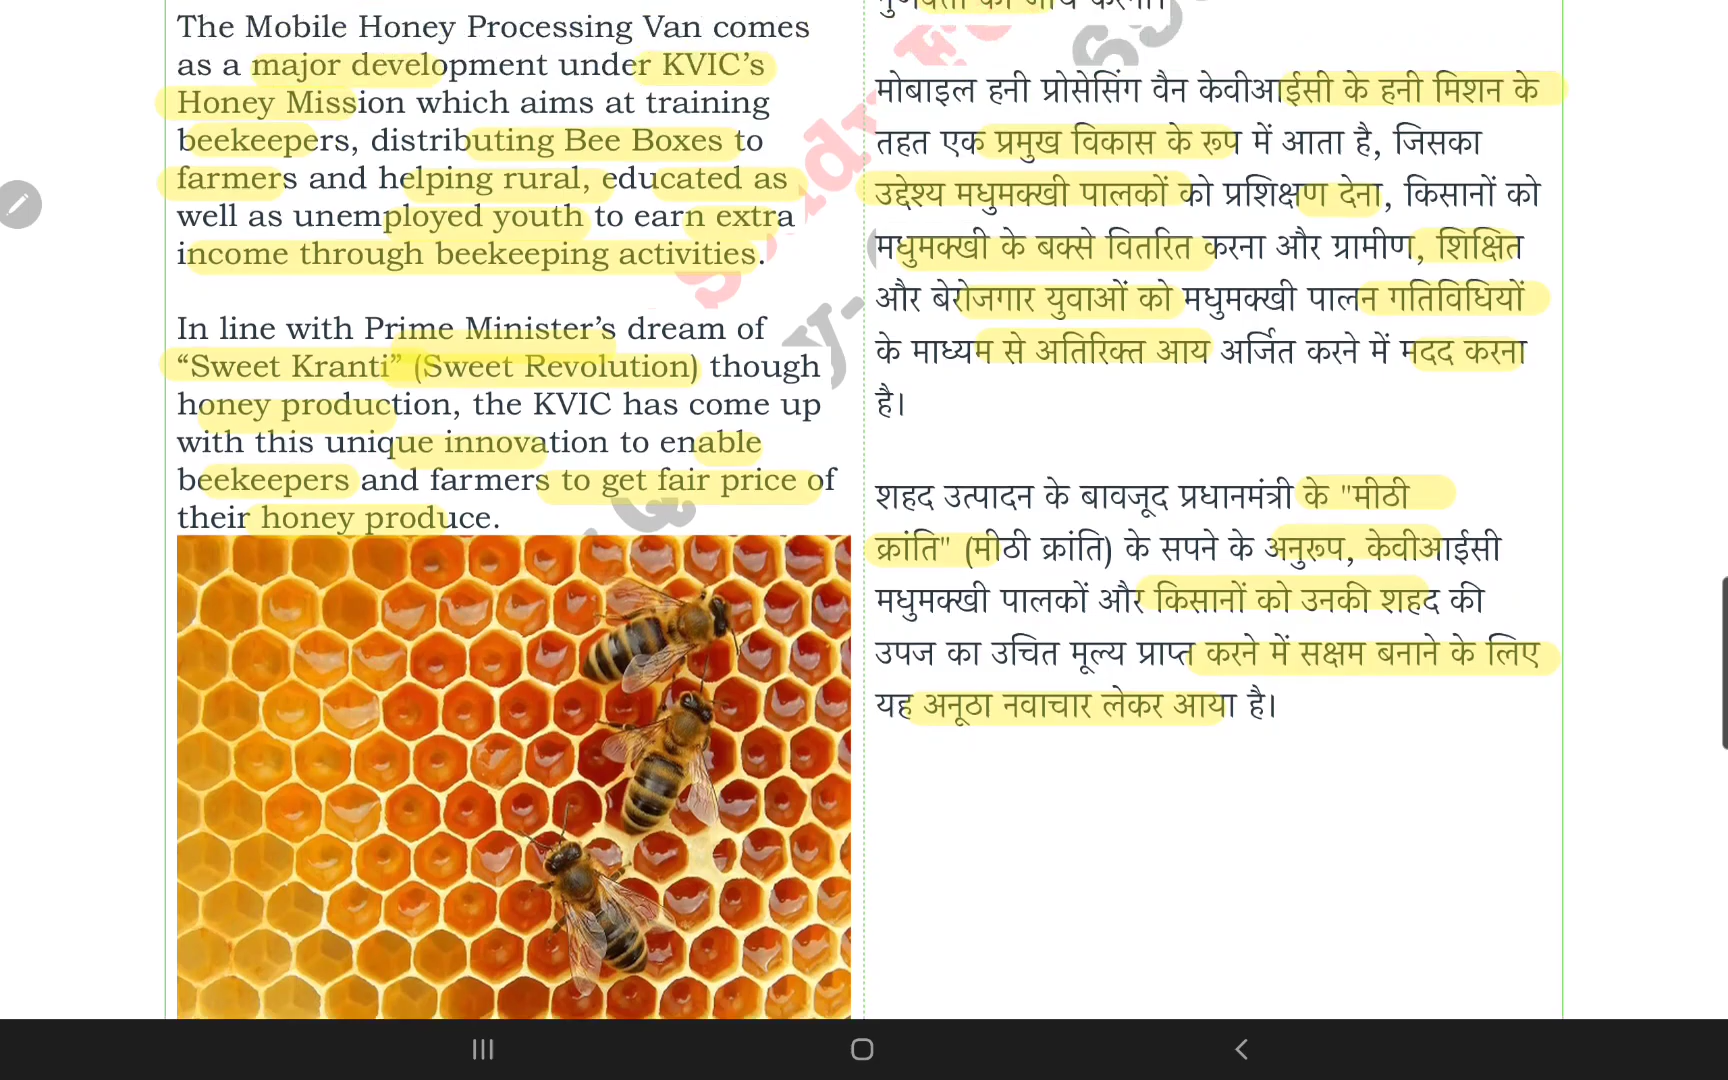 The Mobile Honey Processing Van comes
as a major development under KVIC’s
Honey Mission which aims at training
beekeepers, distributing Bee Boxes to
farmers and helping rural, educated as
well as unemployed youth to earn extra
income through beekeeping activities.
In line with Prime Minister’s dream of
“Sweet Kranti” (Sweet Revolution) though
honey production, the KVIC has come up
with this unique innovation to enable
beekeepers and farmers to get fair price of
their honey produce.
मोबाइल हनी प्रोसेसिंग वैन केवीआईसी के हनी मिशन के
तहत एक प्रमुख विकास के रूप में आता है, जिसका
उद्देश्य मधुमक्खी पालकों को प्रशिक्षण देना, किसानों को
मधुमक्खी के बक्से वितरित करना और ग्रामीण, शिक्षित
और बेरोजगार युवाओं को मधुमक्खी पालन गतिविधियों
के माध्यम से अतिरिक्त आय अर्जित करने में मदद करना
है।
शहद उत्पादन के बावजूद प्रधानमंत्री के "मीठी
क्रांति" (मीठी क्रांति) के सपने के अनुरूप, केवीआईसी
मधुमक्खी पालकों और किसानों को उनकी शहद की
उपज का उचित मूल्य प्राप्त करने में सक्षम बनाने के लिए
यह अनूठा नवाचार लेकर आया है।